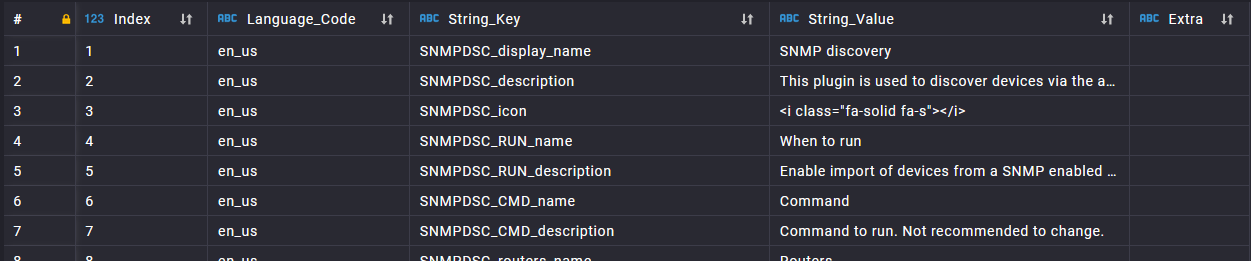 # 123 Index ABC Language_Code ABC String_Key ABC String_Value ABC Extra
1 1 en_us SNMPDSC_display_name SNMP discovery
2 2 en_us SNMPDSC_description This plugin is used to discover devices via the a...
3 3 en_us SNMPDSC_icon <i class="fa-solid fa-s"></i>
4 4 en_us SNMPDSC_RUN_name When to run
5 5 en_us SNMPDSC_RUN_description Enable import of devices from a SNMP enabled ...
6 6 en_us SNMPDSC_CMD_name Command
7 7 en_us SNMPDSC_CMD_description Command to run. Not recommended to change.
8 8 en_us SNMPDSC_routers_name Routers